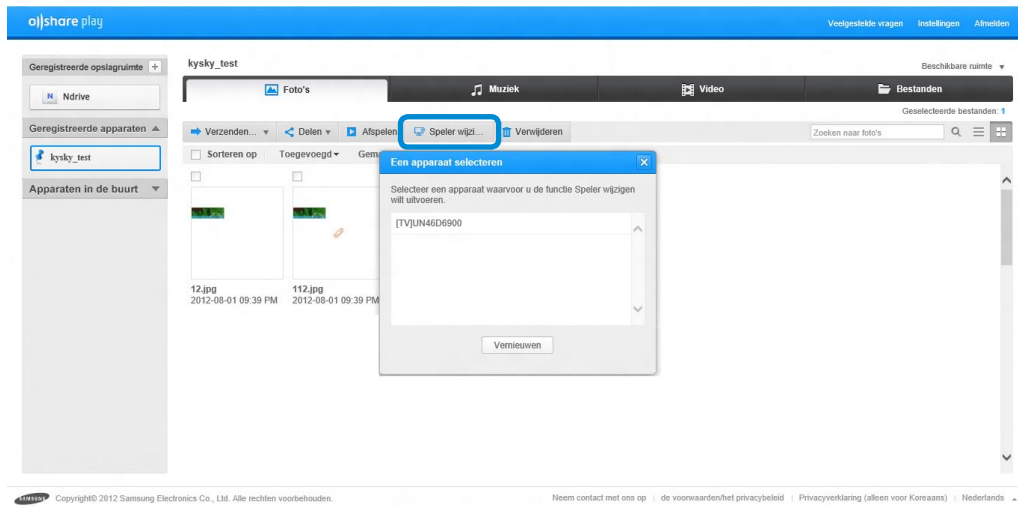 allshare play
Veelgestelde vragen Instellingen Afmelden
Geregistreerde opslagruimte +
kysky_test
Beschikbare ruimte
N Ndrive
Foto's
Muziek
Video
Bestanden
Geselecteerde bestanden: 1
Geregistreerde apparaten
Verzenden...
Delen
Afspelen
Speler wijzi...
Verwijderen
Zoeken naar foto's
kysky_test
Sorteren op Toegevoegd Gem
Apparaten in de buurt
Een apparaat selecteren
Selecteer een apparaat waarvoor u de functie Speler wijzigen
wilt uitvoeren.
[TV]UN46D6900
12.jpg
2012-08-01 09:39 PM
112.jpg
2012-08-01 09:39 PM
Vernieuwen
SAMSUNG Copyright© 2012 Samsung Electronics Co., Ltd. Alle rechten voorbehouden.
Neem contact met ons op | de voorwaarden/het privacybeleid | Privacyverklaring (alleen voor Koreaans) | Nederlands